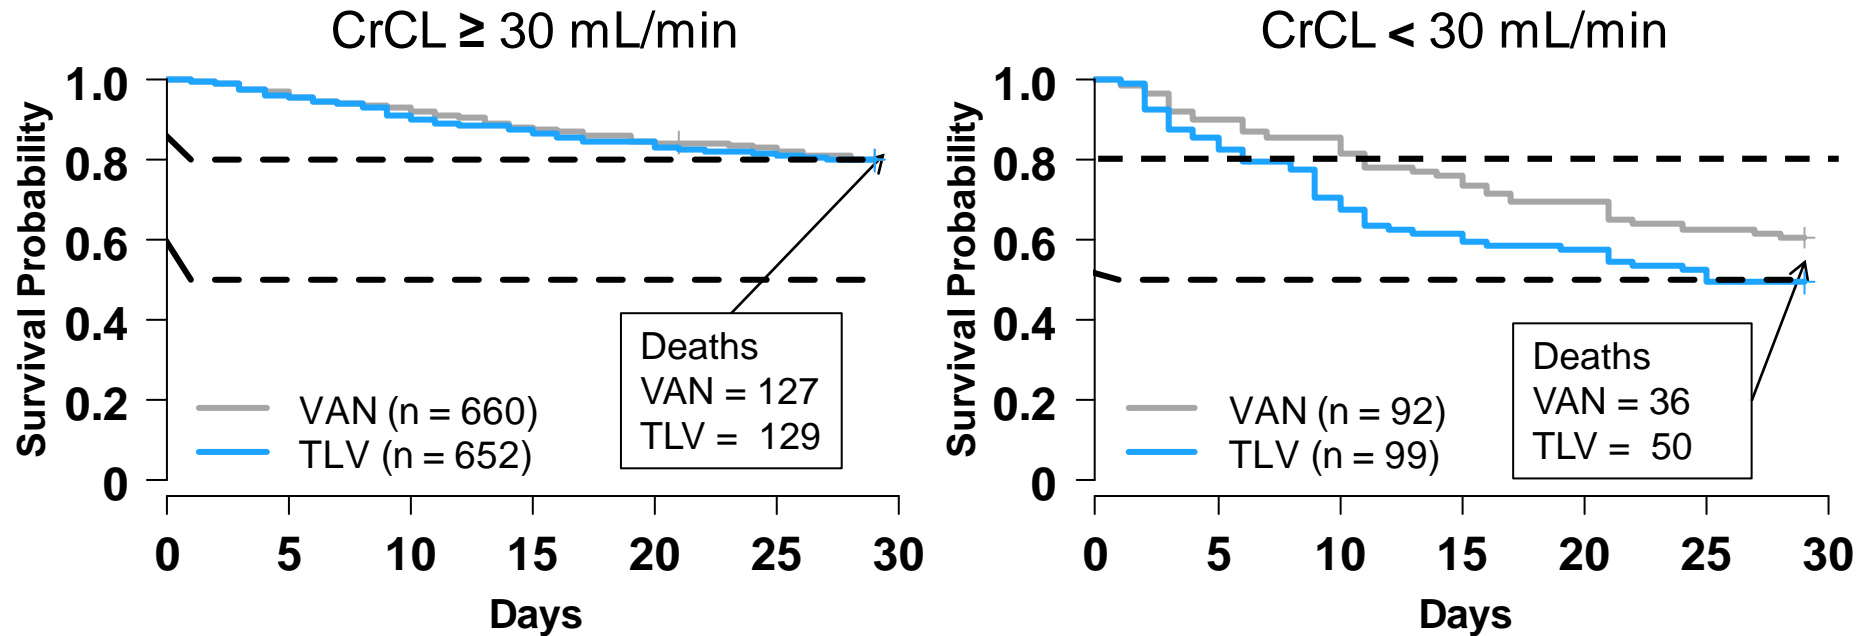 CrCL ≥ 30 mL/min
Survival Probability
1.0
0.8
0.6
0.4
0.2
0
VAN (n = 660)
TLV (n = 652)
Deaths
VAN = 127
TLV = 129
0 5 10 15 20 25 30
Days
CrCL < 30 mL/min
Survival Probability
1.0
0.8
0.6
0.4
0.2
0
VAN (n = 92)
TLV (n = 99)
Deaths
VAN = 36
TLV = 50
0 5 10 15 20 25 30
Days